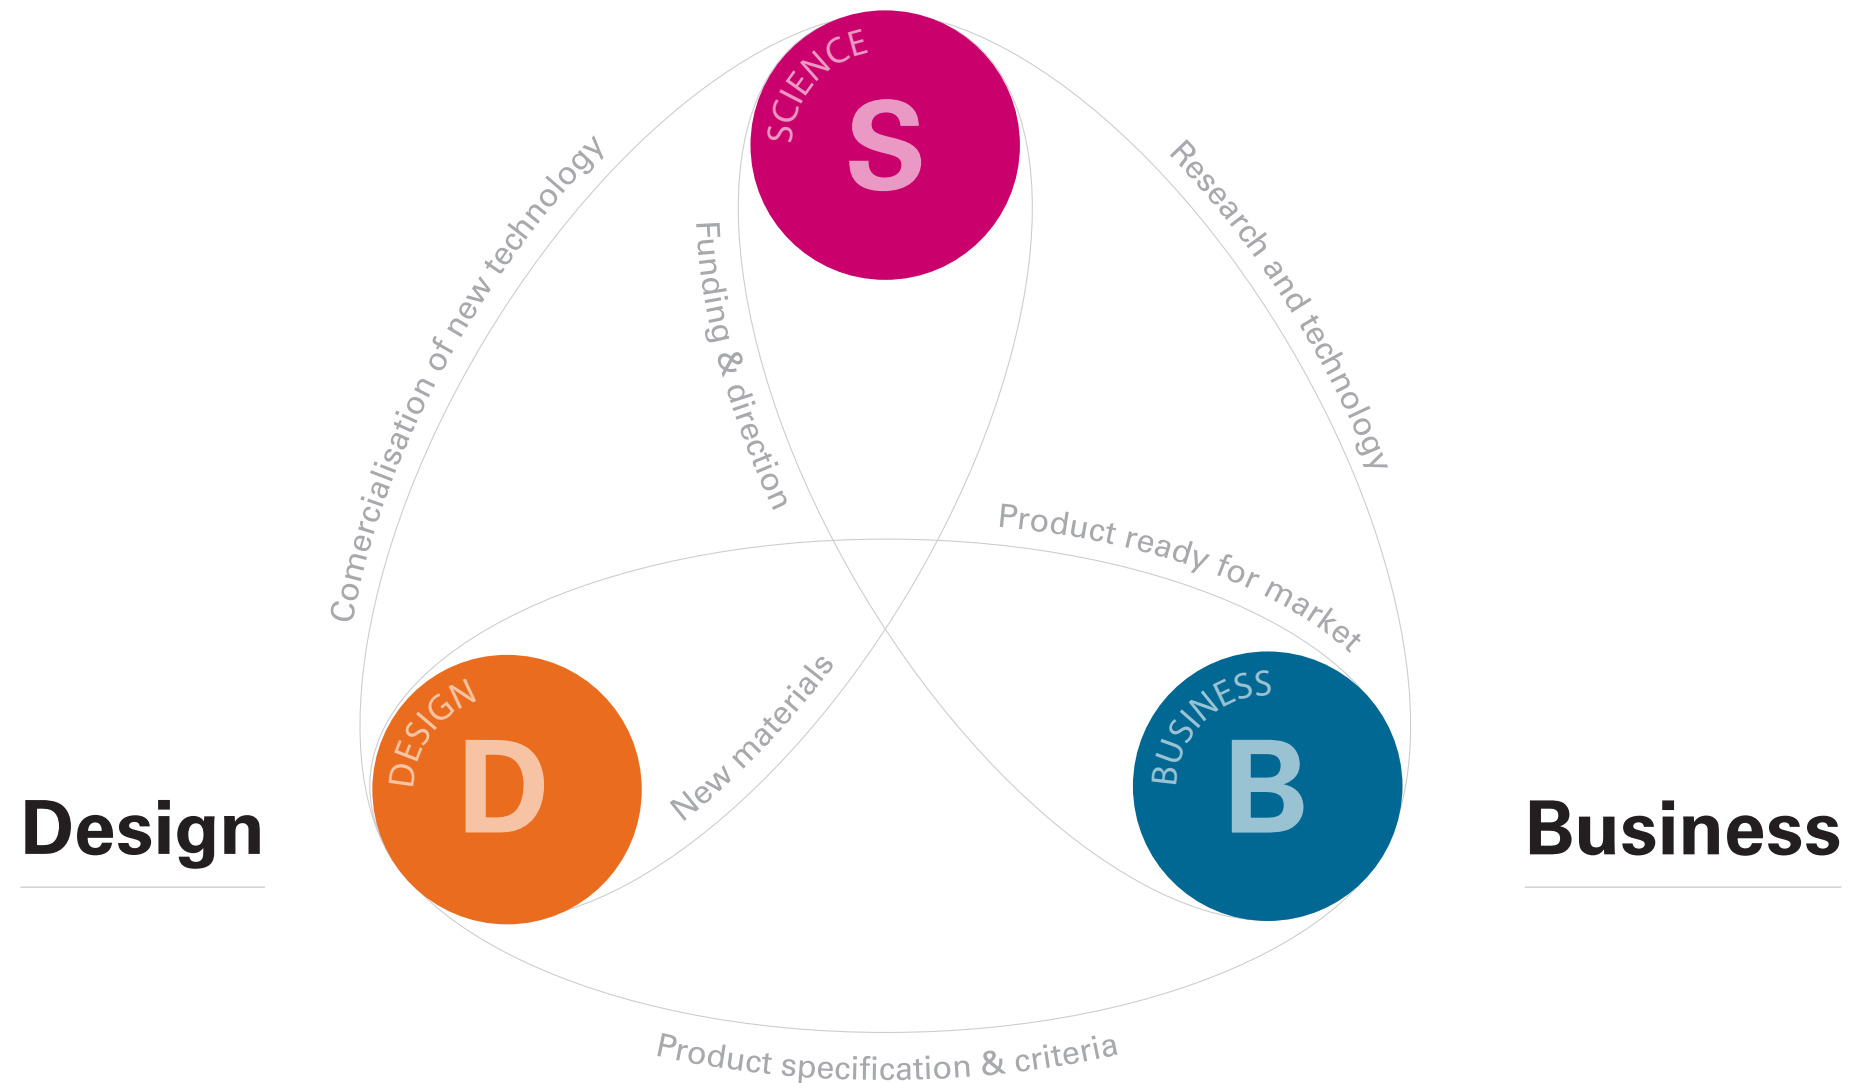 SCIENCE
S
Comercialisation of new technology
Research and technology
Funding & direction
Product ready for market
New materials
DESIGN
D
BUSINESS
B
Design
Business
Product specification & criteria